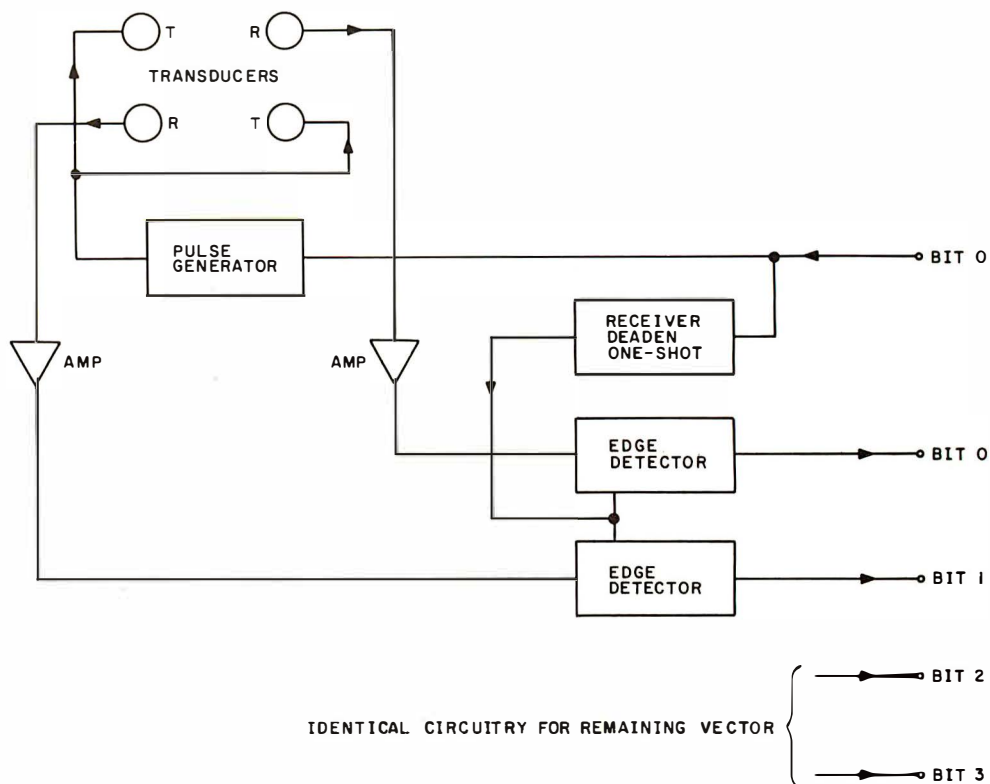 T
R
TRANSDUCERS
R
T
PULSE
GENERATOR
BIT 0
RECEIVER
DEADEN
ONE-SHOT
AMP
AMP
EDGE
DETECTOR
BIT 0
EDGE
DETECTOR
BIT 1
BIT 2
IDENTICAL CIRCUITRY FOR REMAINING VECTOR
BIT 3